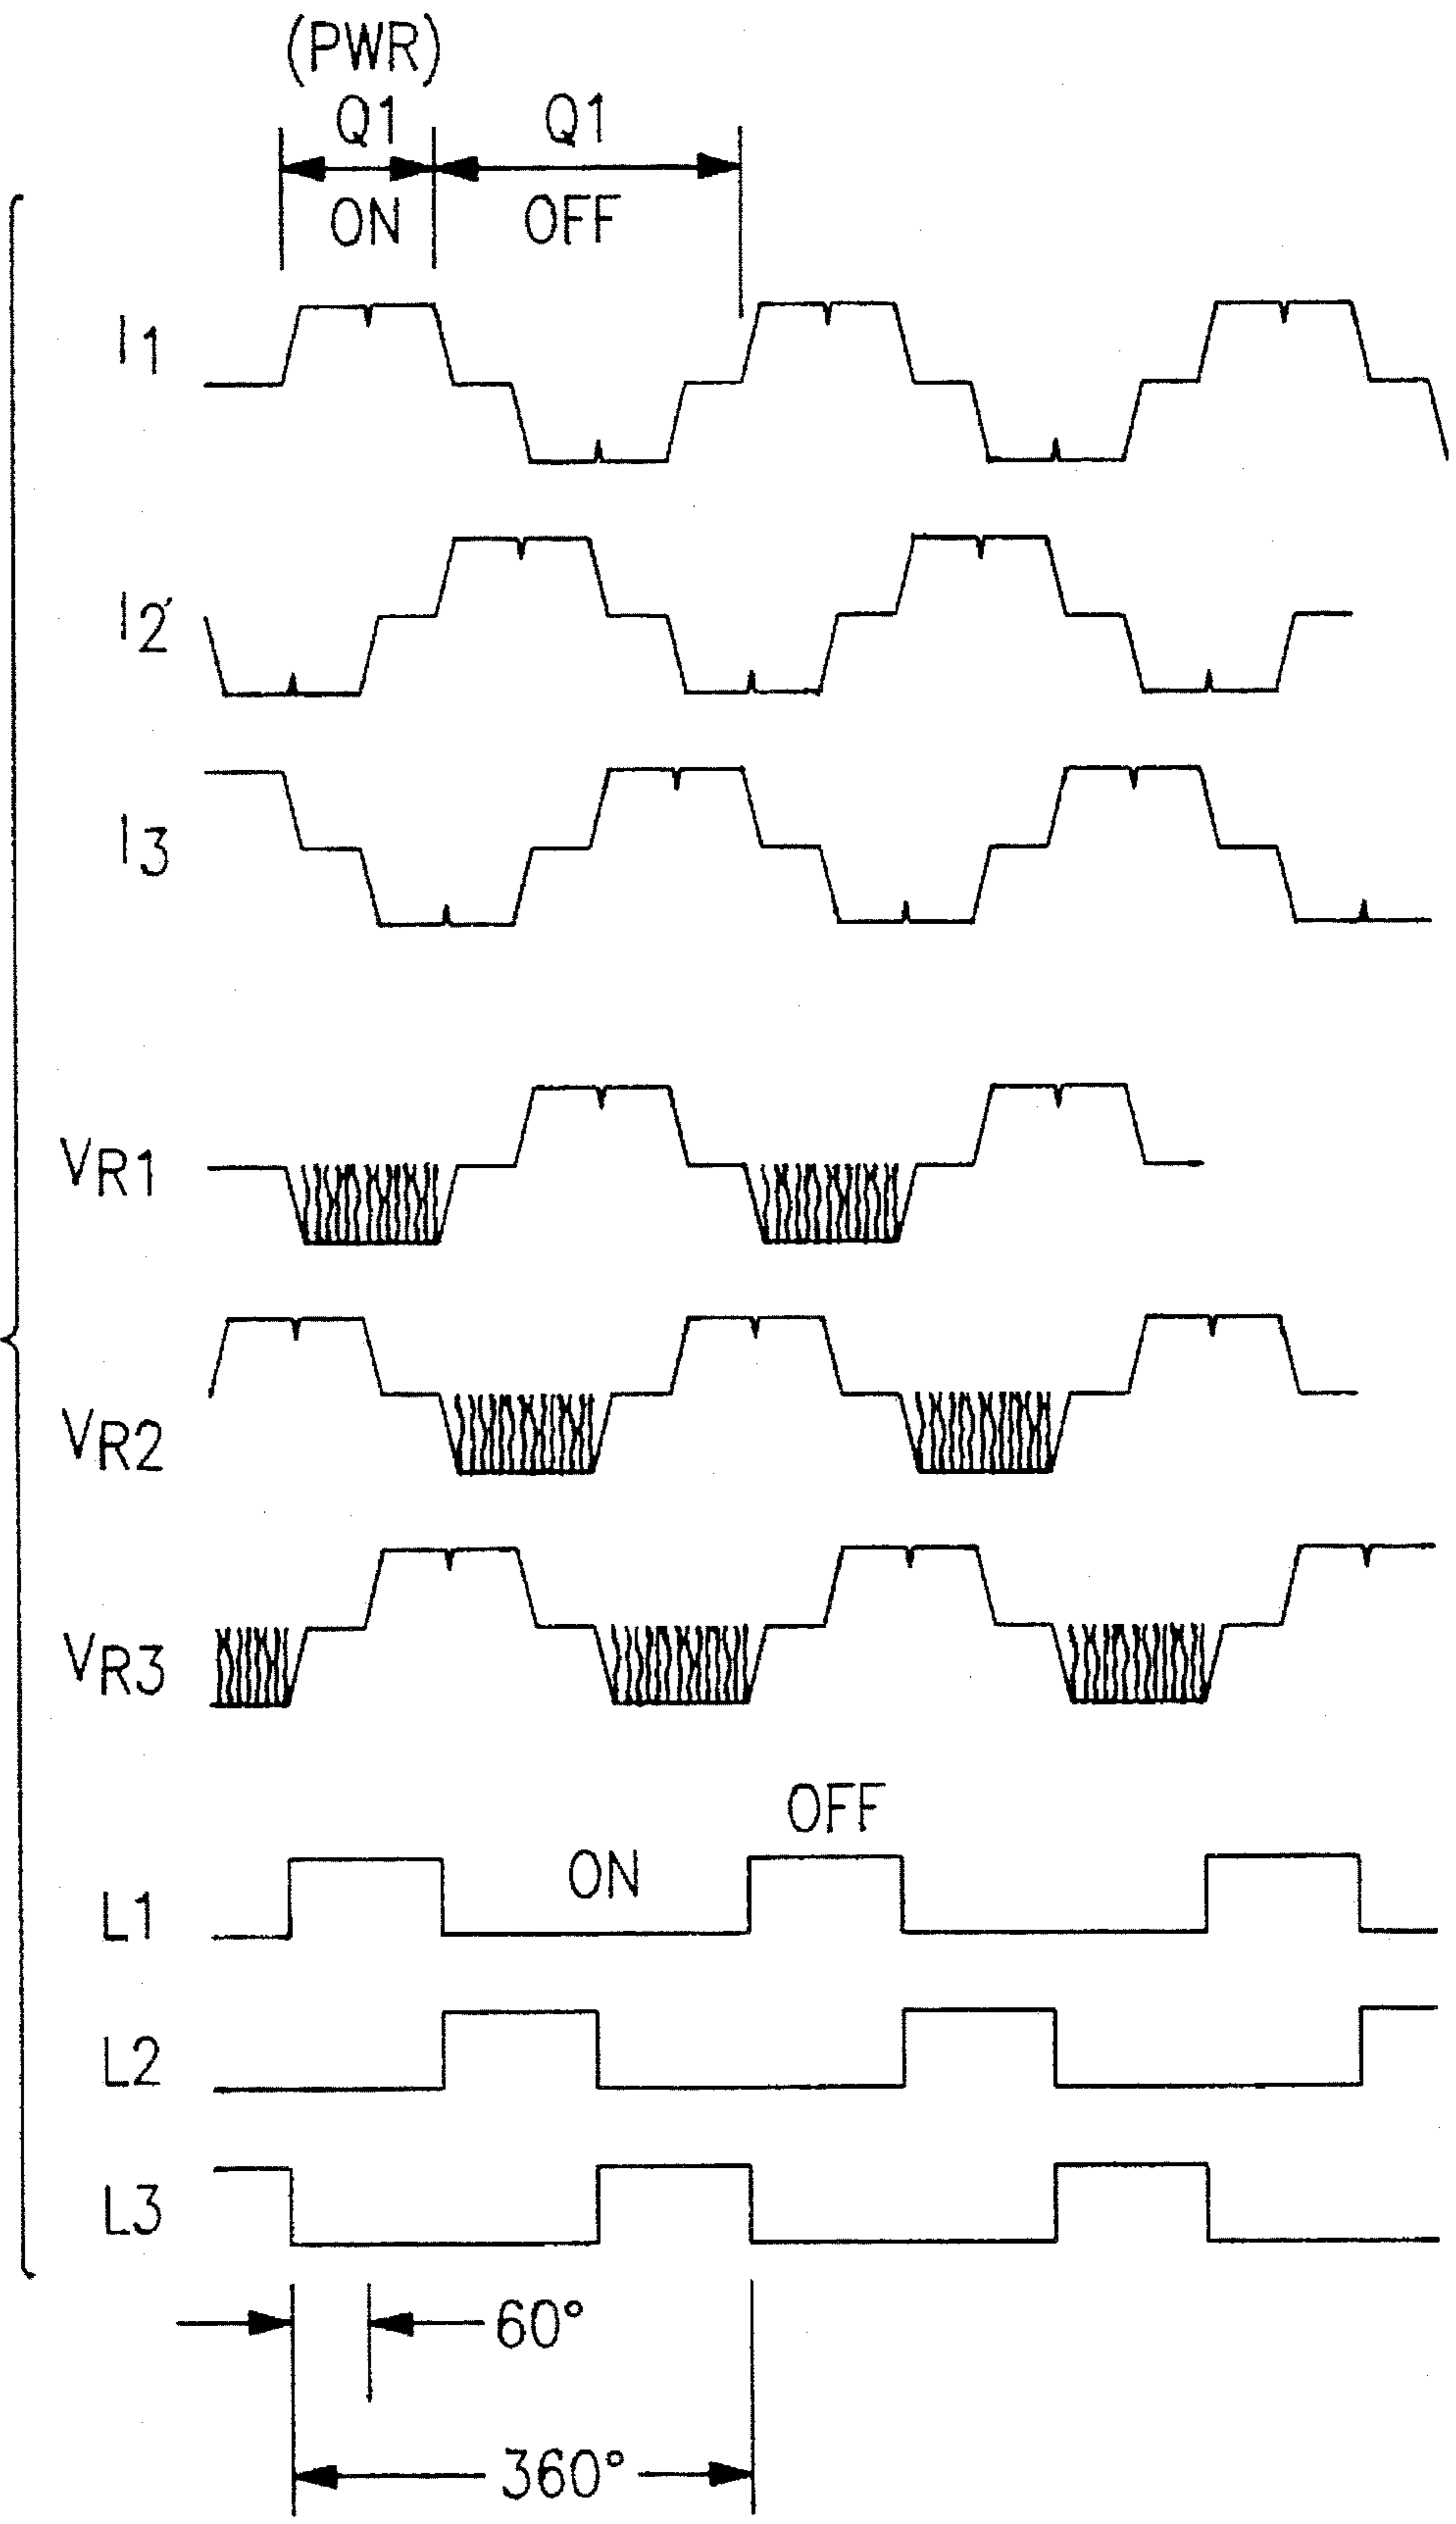 (PWR)
Q1 Q1
ON OFF
I1
I2'
I3
VR1
VR2
VR3
OFF
ON
L1
L2
L3
60°
360°